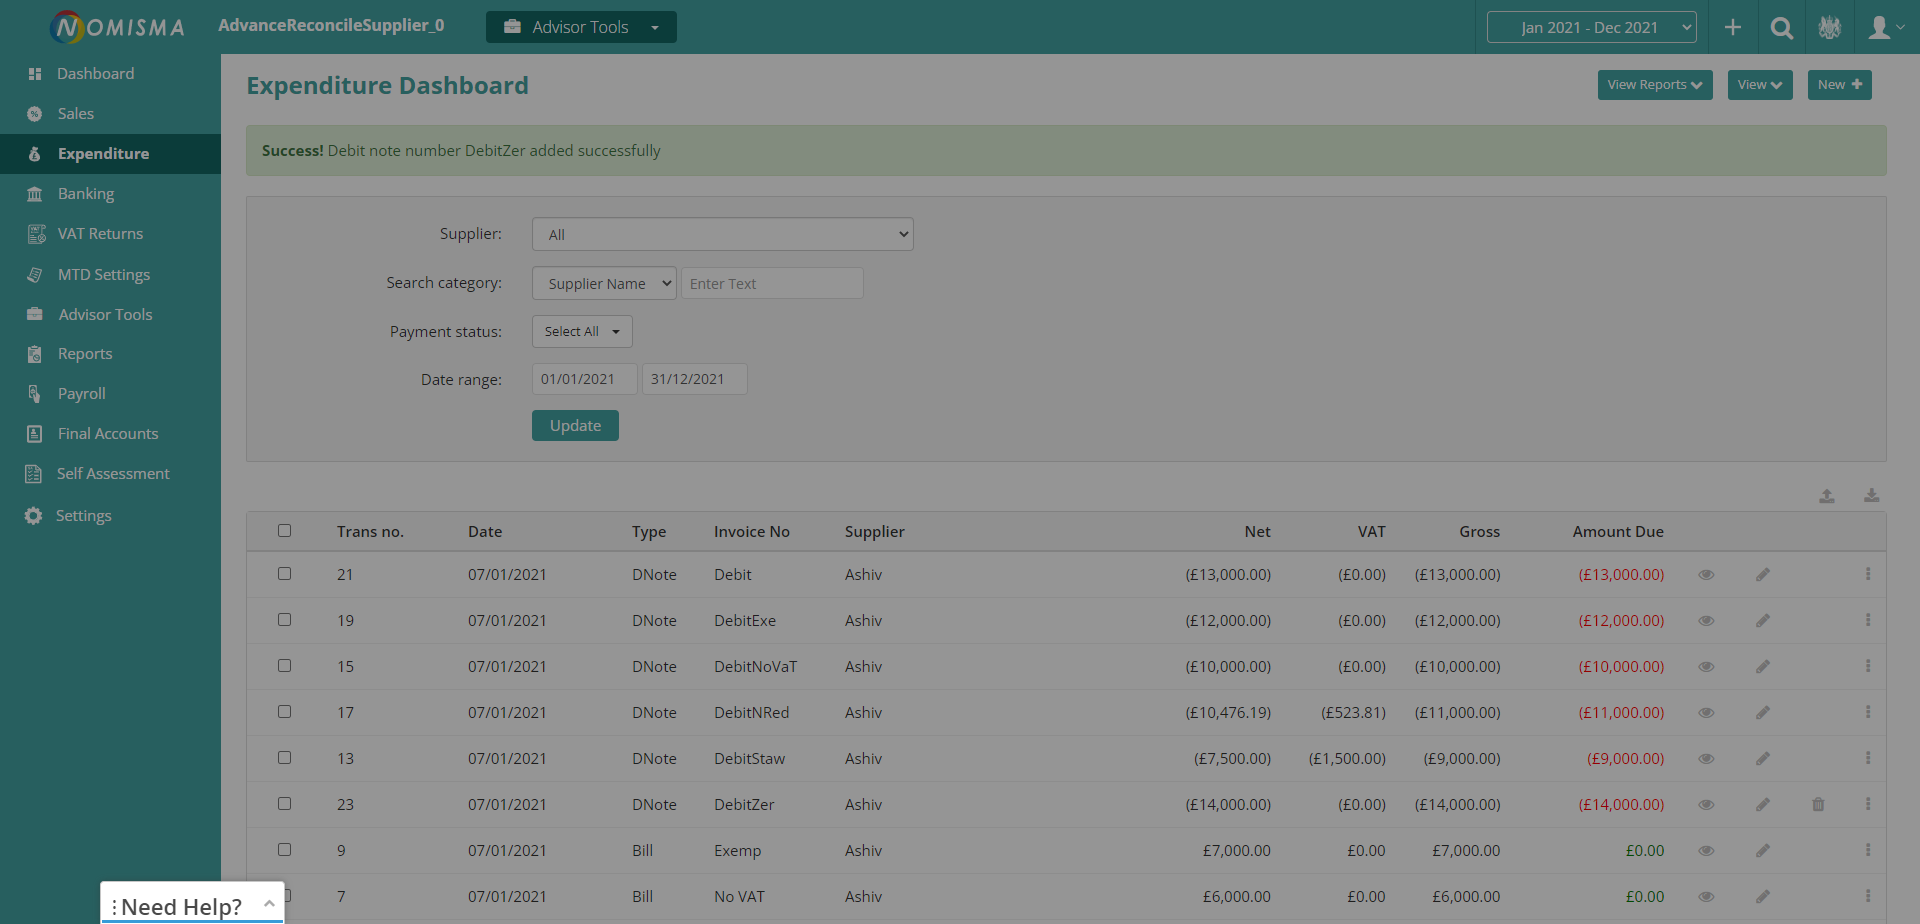 NOMISMA AdvanceReconcileSupplier_0 Advisor Tools Jan 2021 - Dec 2021
Dashboard
Sales
Expenditure
Banking
VAT Returns
MTD Settings
Advisor Tools
Reports
Payroll
Final Accounts
Self Assessment
Settings
Expenditure Dashboard View Reports View New
Success! Debit note number DebitZer added successfully
Supplier: All
Search category: Supplier Name Enter Text
Payment status: Select All
Date range: 01/01/2021 31/12/2021
Update
Trans no. Date Type Invoice No Supplier Net VAT Gross Amount Due
21 07/01/2021 DNote Debit Ashiv (£13,000.00) (£0.00) (£13,000.00) (£13,000.00)
19 07/01/2021 DNote DebitExe Ashiv (£12,000.00) (£0.00) (£12,000.00) (£12,000.00)
15 07/01/2021 DNote DebitNoVaT Ashiv (£10,000.00) (£0.00) (£10,000.00) (£10,000.00)
17 07/01/2021 DNote DebitNRed Ashiv (£10,476.19) (£523.81) (£11,000.00) (£11,000.00)
13 07/01/2021 DNote DebitStaw Ashiv (£7,500.00) (£1,500.00) (£9,000.00) (£9,000.00)
23 07/01/2021 DNote DebitZer Ashiv (£14,000.00) (£0.00) (£14,000.00) (£14,000.00)
9 07/01/2021 Bill Exemp Ashiv £7,000.00 £0.00 £7,000.00 £0.00
7 07/01/2021 Bill No VAT Ashiv £6,000.00 £0.00 £6,000.00 £0.00
Need Help?